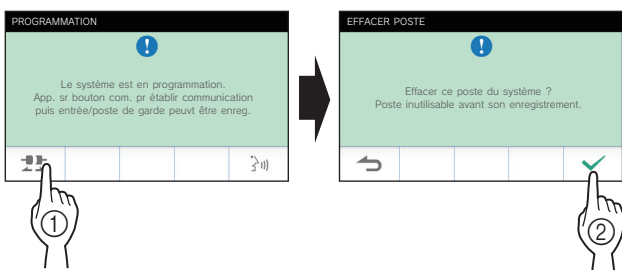 PROGRAMMATION
Le système est en programmation.
App. sr bouton com. pr établir communication
puis entrée/poste de garde peuvt être enreg.
1
EFFACER POSTE
Effacer ce poste du système ?
Poste inutilisable avant son enregistrement.
2